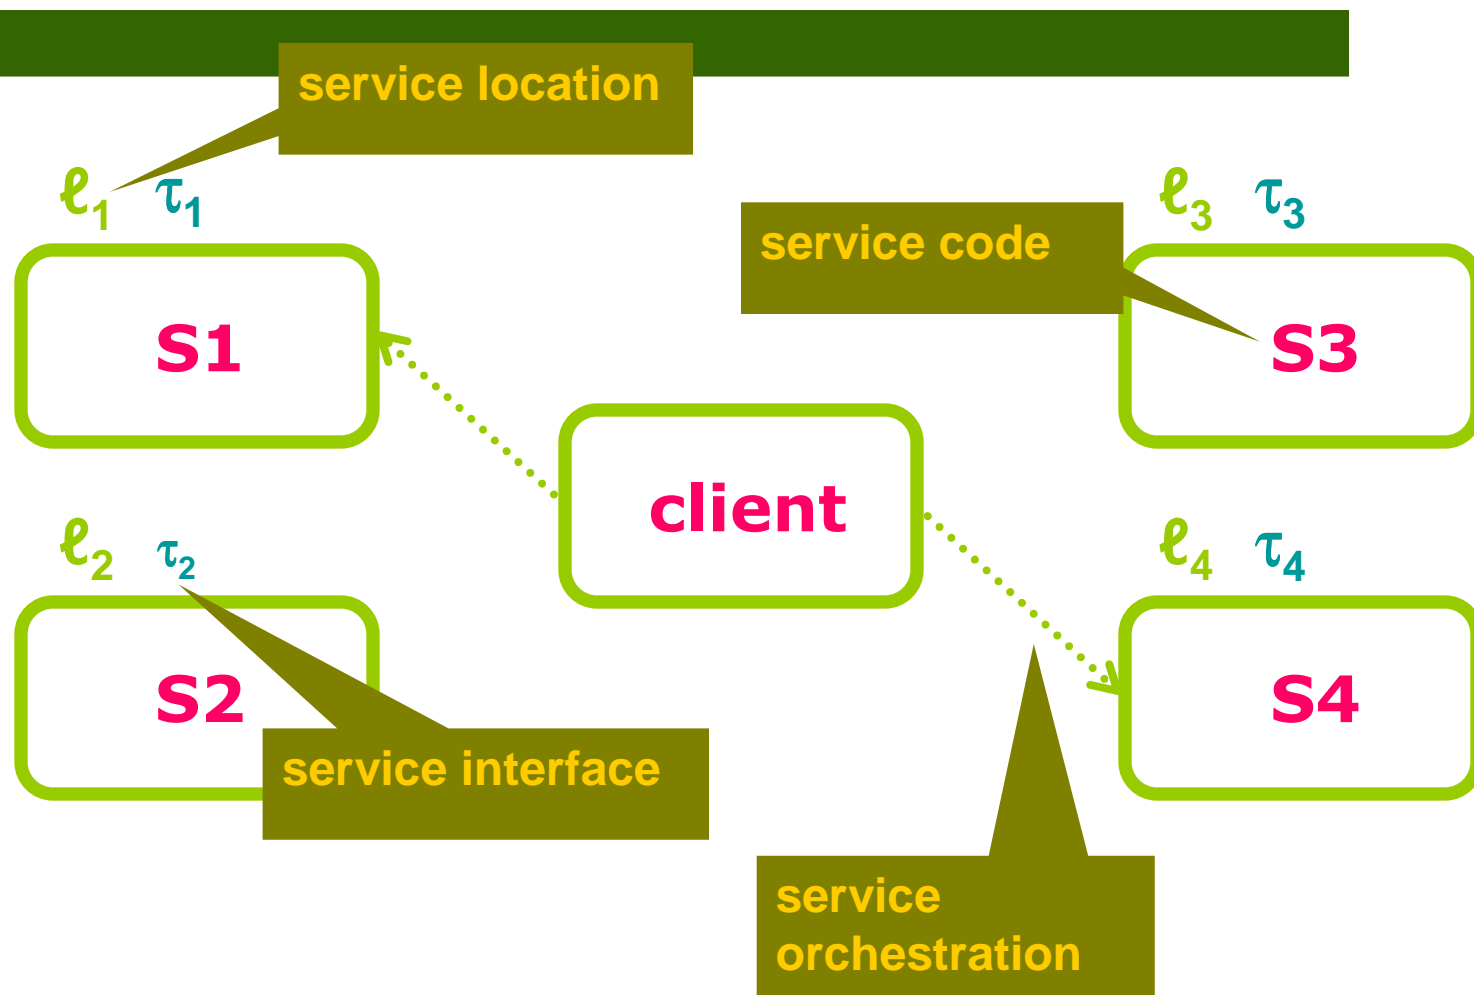 service location
ℓ1 τ1
ℓ3 τ3
service code
S1
S3
client
ℓ2 τ2
ℓ4 τ4
S2
S4
service interface
service
orchestration